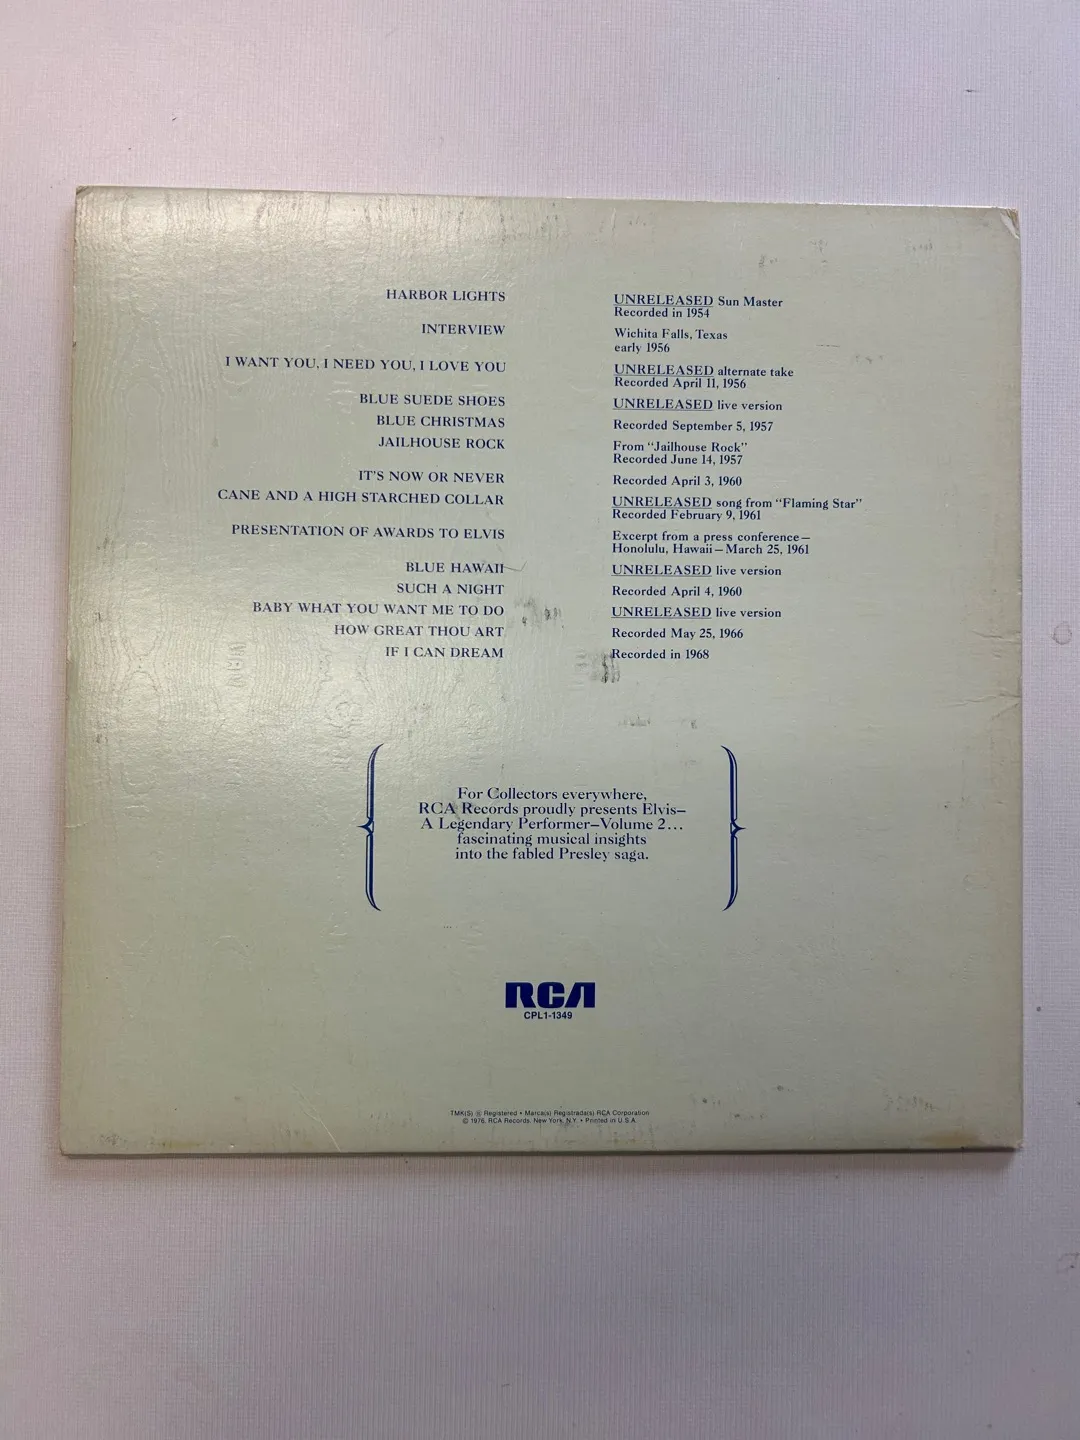 HARBOR LIGHTS
UNRELEASED Sun Master
Recorded in 1954
INTERVIEW
Wichita Falls, Texas
early 1956
I WANT YOU, I NEED YOU, I LOVE YOU
UNRELEASED alternate take
Recorded April 11, 1956
BLUE SUEDE SHOES
UNRELEASED live version
BLUE CHRISTMAS
Recorded September 5, 1957
JAILHOUSE ROCK
From “Jailhouse Rock”
Recorded June 14, 1957
IT'S NOW OR NEVER
Recorded April 3, 1960
CANE AND A HIGH STARCHED COLLAR
UNRELEASED song from “Flaming Star”
Recorded February 9, 1961
PRESENTATION OF AWARDS TO ELVIS
Excerpt from a press conference—
Honolulu, Hawaii—March 25, 1961
BLUE HAWAII
UNRELEASED live version
SUCH A NIGHT
Recorded April 4, 1960
BABY WHAT YOU WANT ME TO DO
UNRELEASED live version
HOW GREAT THOU ART
Recorded May 25, 1966
IF I CAN DREAM
Recorded in 1968
For Collectors everywhere,
RCA Records proudly presents Elvis—
A Legendary Performer—Volume 2...
fascinating musical insights
into the fabled Presley saga.
RCA
CPL1-1349
TMK(S) ® Registered • Marca(s) Registrada(s) RCA Corporation
© 1976, RCA Records, New York, N.Y. • Printed in U.S.A.